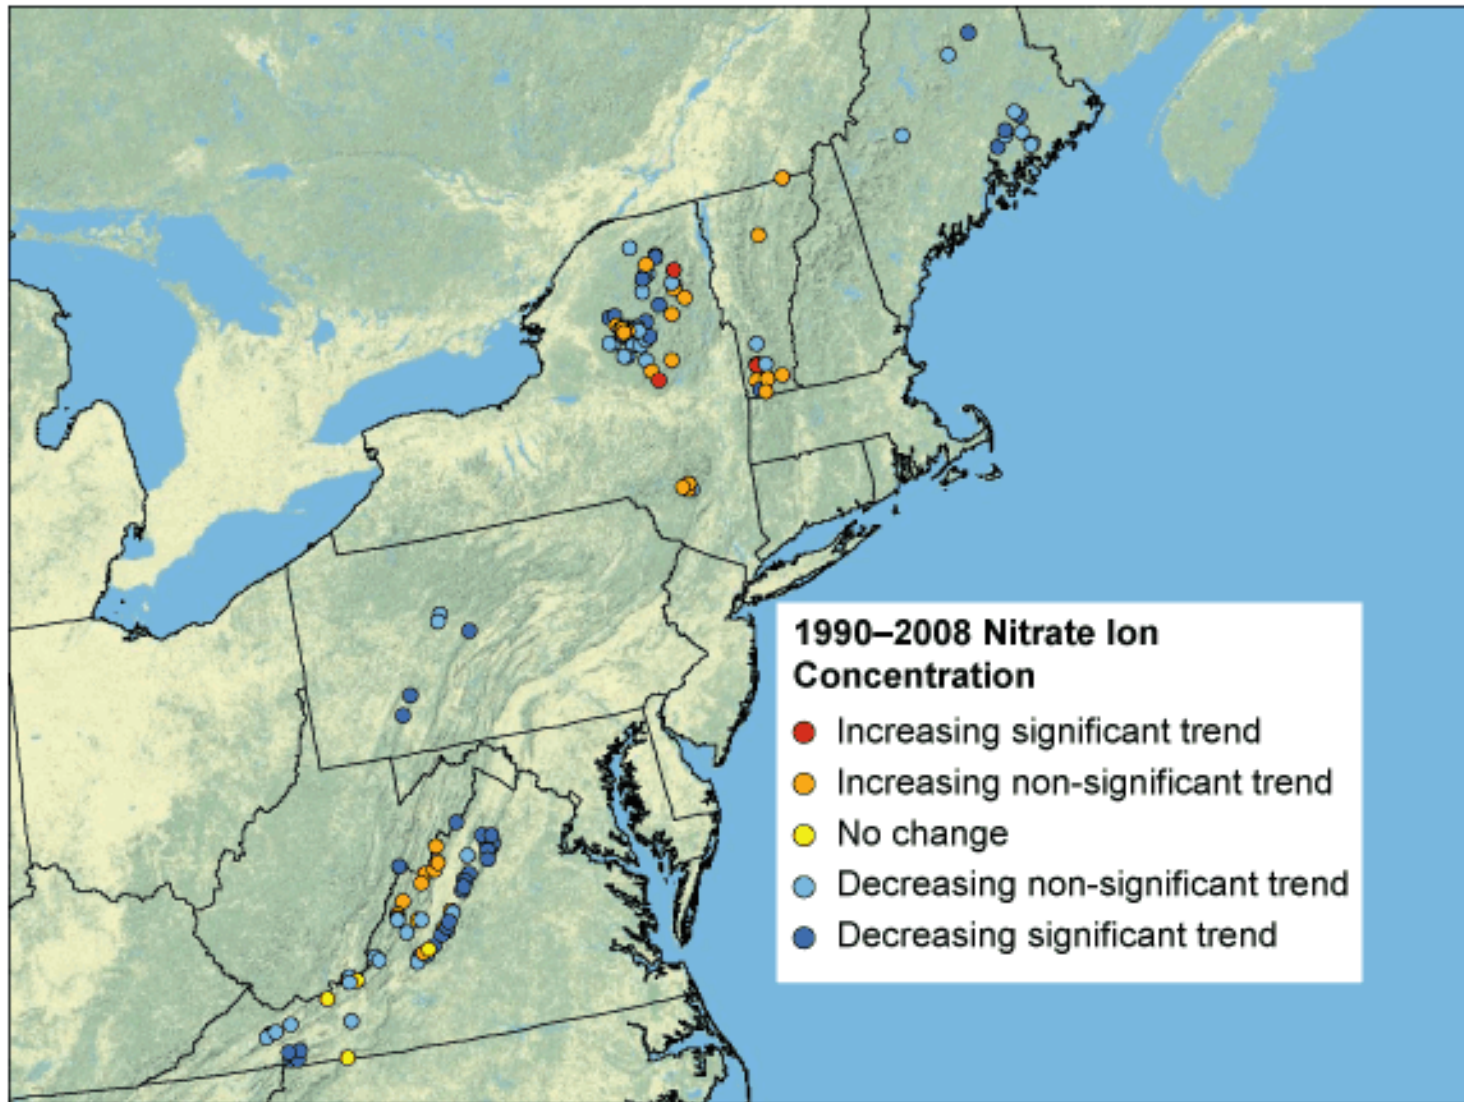 1990–2008 Nitrate Ion
Concentration
Increasing significant trend
Increasing non-significant trend
No change
Decreasing non-significant trend
Decreasing significant trend